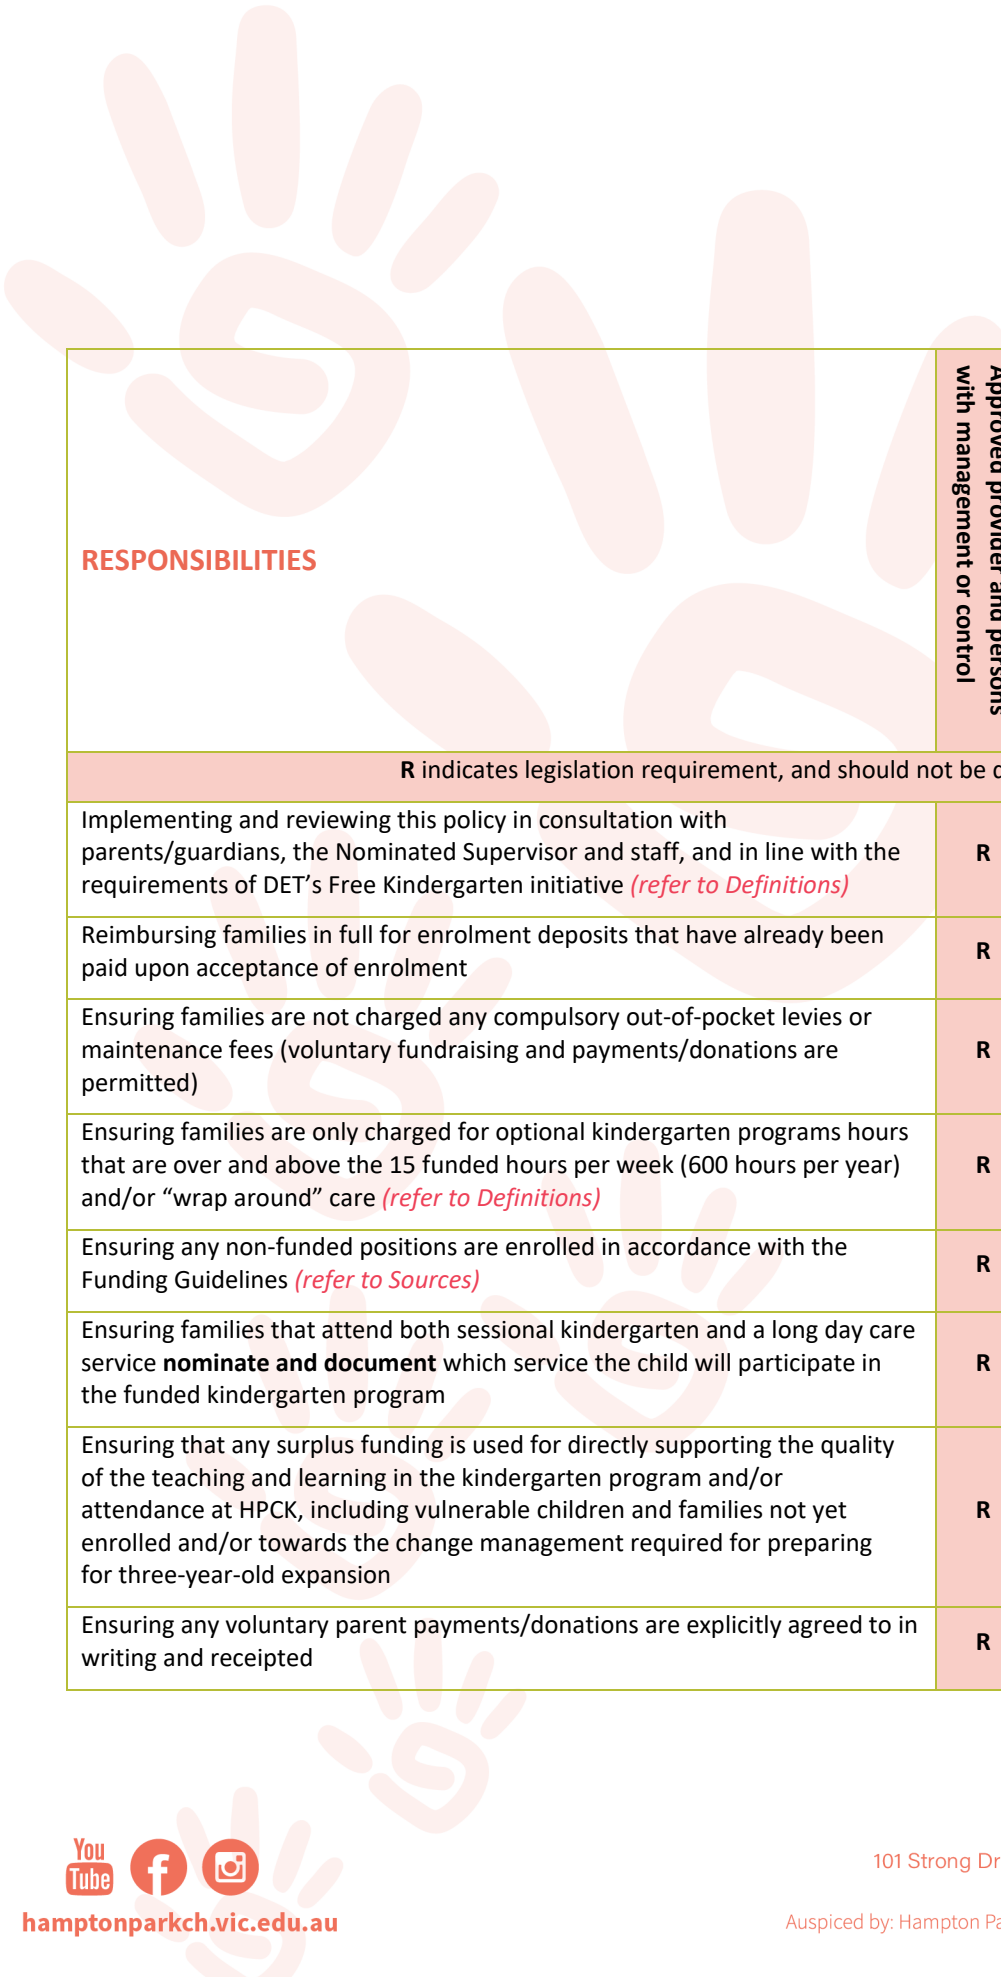 RESPONSIBILITIES
Approved provider and persons
with management or control
R indicates legislation requirement, and should not be
Implementing and reviewing this policy in consultation with
parents/guardians, the Nominated Supervisor and staff, and in line with the
requirements of DET’s Free Kindergarten initiative (refer to Definitions)
R
Reimbursing families in full for enrolment deposits that have already been
paid upon acceptance of enrolment
R
Ensuring families are not charged any compulsory out-of-pocket levies or
maintenance fees (voluntary fundraising and payments/donations are
permitted)
R
Ensuring families are only charged for optional kindergarten programs hours
that are over and above the 15 funded hours per week (600 hours per year)
and/or “wrap around” care (refer to Definitions)
R
Ensuring any non-funded positions are enrolled in accordance with the
Funding Guidelines (refer to Sources)
R
Ensuring families that attend both sessional kindergarten and a long day care
service nominate and document which service the child will participate in
the funded kindergarten program
R
Ensuring that any surplus funding is used for directly supporting the quality
of the teaching and learning in the kindergarten program and/or
attendance at HPCK, including vulnerable children and families not yet
enrolled and/or towards the change management required for preparing
for three-year-old expansion
R
Ensuring any voluntary parent payments/donations are explicitly agreed to in
writing and receipted
R
You
Tube
hamptonparkch.vic.edu.au
101 Strong Dr
Auspiced by: Hampton Pa